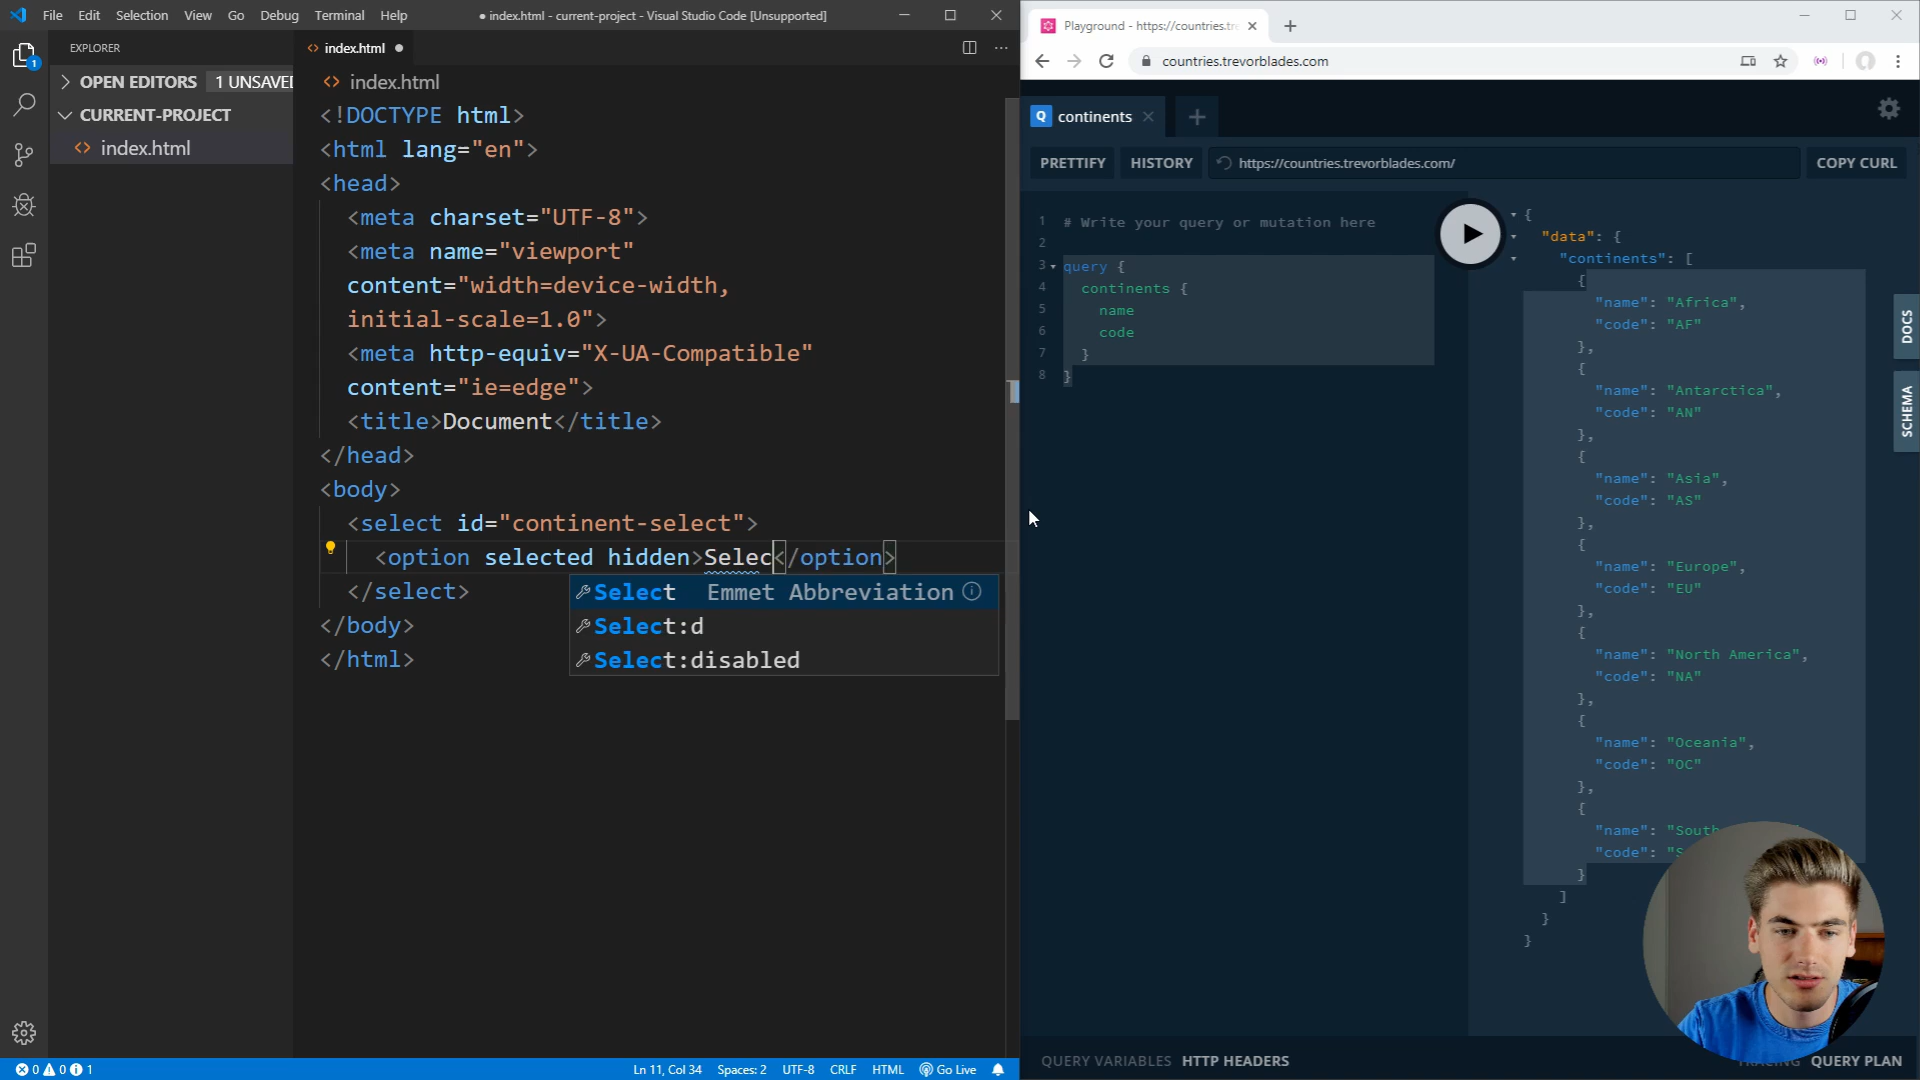 File Edit Selection View Go Debug Terminal Help
● index.html - current-project - Visual Studio Code [Unsupported]
EXPLORER
OPEN EDITORS 1 UNSAVED
CURRENT-PROJECT
index.html
1
index.html
index.html
<!DOCTYPE html>
<html lang="en">
<head>
<meta charset="UTF-8">
<meta name="viewport"
content="width=device-width,
initial-scale=1.0">
<meta http-equiv="X-UA-Compatible"
content="ie=edge">
<title>Document</title>
</head>
<body>
<select id="continent-select">
<option selected hidden>Selec</option>
</select>
</body>
</html>
Select Emmet Abbreviation
Select:d
Select:disabled
0 0 1
Ln 11, Col 34 Spaces: 2 UTF-8 CRLF HTML Go Live
Playground - https://countries.tre
countries.trevorblades.com
Q continents
PRETTIFY HISTORY https://countries.trevorblades.com/ COPY CURL
1 # Write your query or mutation here
2
3 query {
4 continents {
5 name
6 code
7 }
8 }
{
"data": {
"continents": [
{
"name": "Africa",
"code": "AF"
},
{
"name": "Antarctica",
"code": "AN"
},
{
"name": "Asia",
"code": "AS"
},
{
"name": "Europe",
"code": "EU"
},
{
"name": "North America",
"code": "NA"
},
{
"name": "Oceania",
"code": "OC"
},
{
"name": "South
"code": "S
}
]
}
}
DOCS
SCHEMA
QUERY VARIABLES HTTP HEADERS
TRACING QUERY PLAN